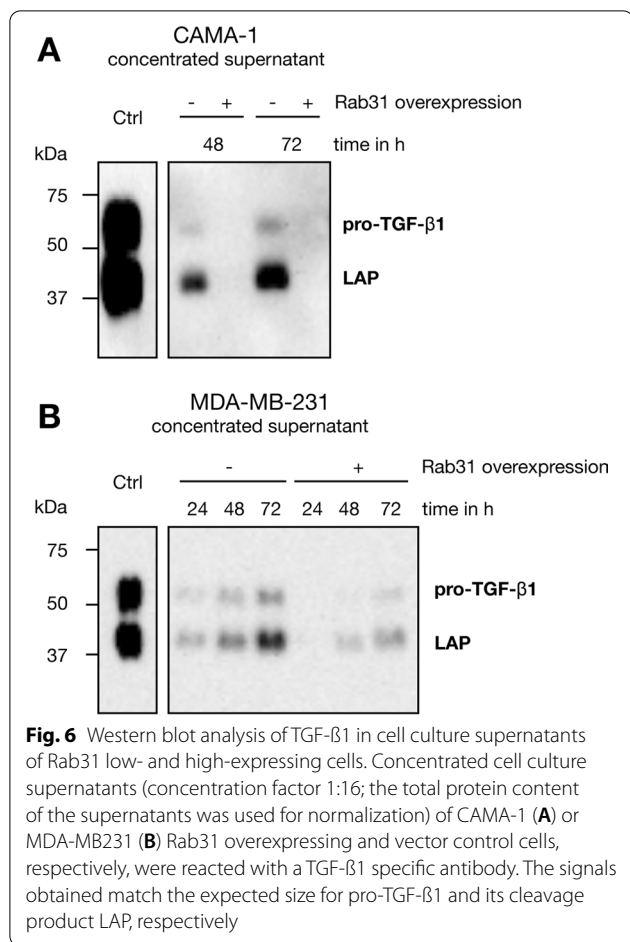 A
CAMA-1
concentrated supernatant
Ctrl
- + - + Rab31 overexpression
48 72 time in h
kDa
75
50
37
pro-TGF-β1
LAP
B
MDA-MB-231
concentrated supernatant
Ctrl
- + Rab31 overexpression
kDa
24 48 72 24 48 72 time in h
75
50
37
pro-TGF-β1
LAP
Fig. 6 Western blot analysis of TGF-ß1 in cell culture supernatants
of Rab31 low- and high-expressing cells. Concentrated cell culture
supernatants (concentration factor 1:16; the total protein content
of the supernatants was used for normalization) of CAMA-1 (A) or
MDA-MB231 (B) Rab31 overexpressing and vector control cells,
respectively, were reacted with a TGF-ß1 specific antibody. The signals
obtained match the expected size for pro-TGF-ß1 and its cleavage
product LAP, respectively